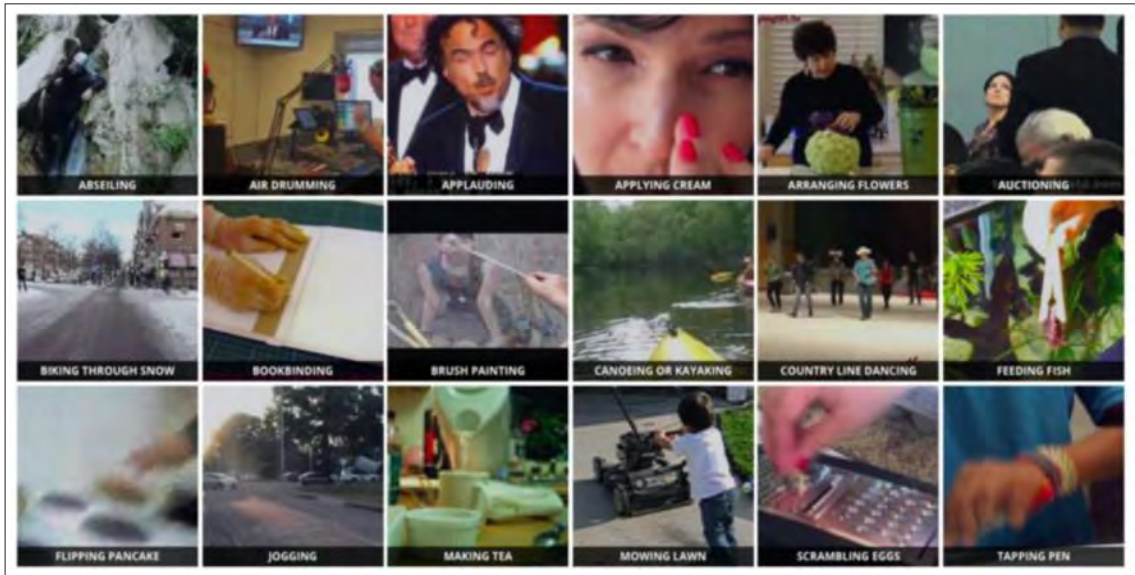 ABSEILING
AIR DRUMMING
APPLAUDING
APPLYING CREAM
ARRANGING FLOWERS
AUCTIONING
BIKING THROUGH SNOW
BOOKBINDING
BRUSH PAINTING
CANOEING OR KAYAKING
COUNTRY LINE DANCING
FEEDING FISH
FLIPPING PANCAKE
JOGGING
MAKING TEA
MOWING LAWN
SCRAMBLING EGGS
TAPPING PEN